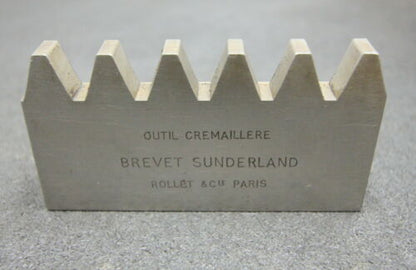 OUTIL CREMAILLERE
BREVET SUNDERLAND
ROLLET & CIE PARIS